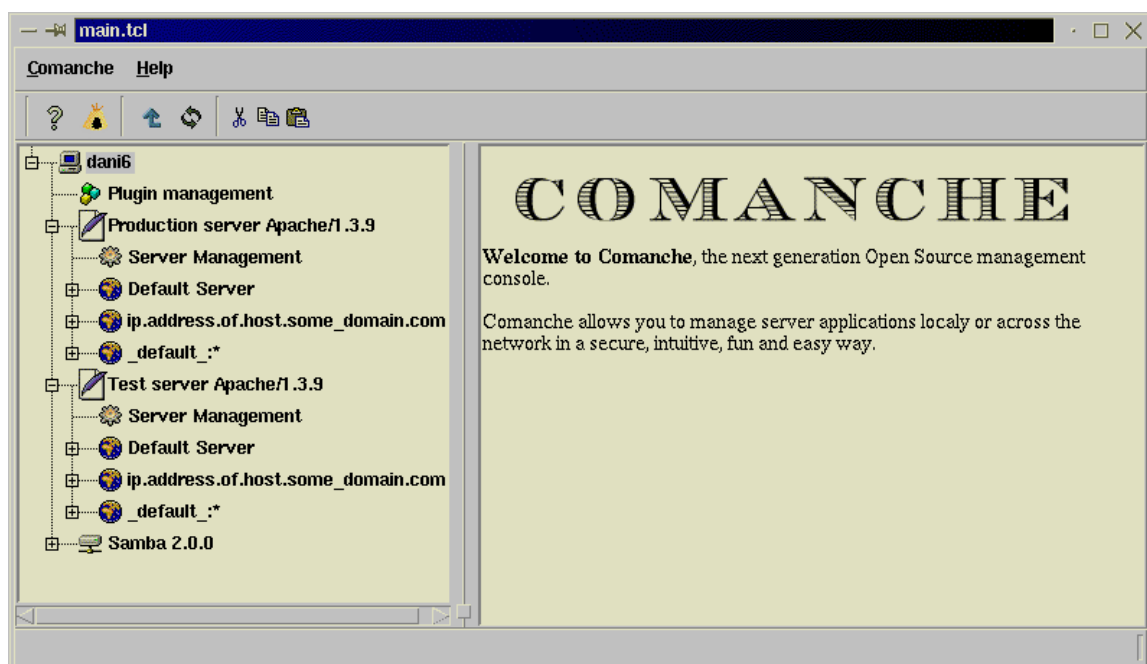 main.tcl
Comanche Help
dani6
Plugin management
Production server Apache/1.3.9
Server Management
Default Server
ip.address.of.host.some_domain.com
_default_:*
Test server Apache/1.3.9
Server Management
Default Server
ip.address.of.host.some_domain.com
_default_:*
Samba 2.0.0
COMANCHE
Welcome to Comanche, the next generation Open Source management
console.
Comanche allows you to manage server applications localy or across the
network in a secure, intuitive, fun and easy way.